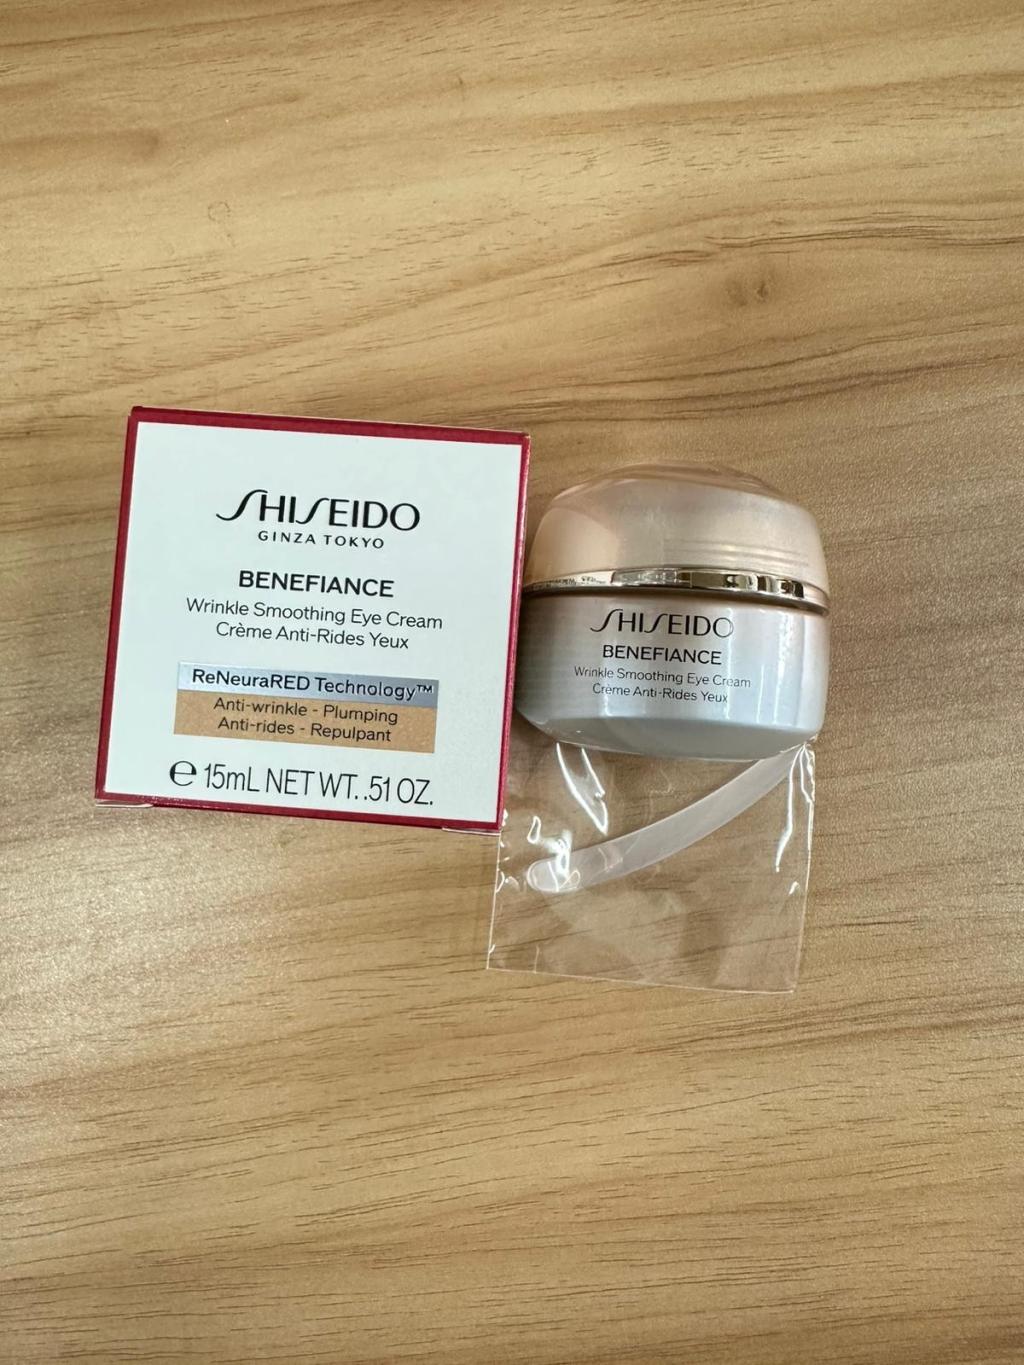 SHISEIDO
GINZA TOKYO
BENEFIANCE
Wrinkle Smoothing Eye Cream
Crème Anti-Rides Yeux
ReNeuraRED Technology™
Anti-wrinkle - Plumping
Anti-rides - Repulpant
℮ 15mL NET WT. .51 OZ.
SHISEIDO
BENEFIANCE
Wrinkle Smoothing Eye Cream
Crème Anti-Rides Yeux